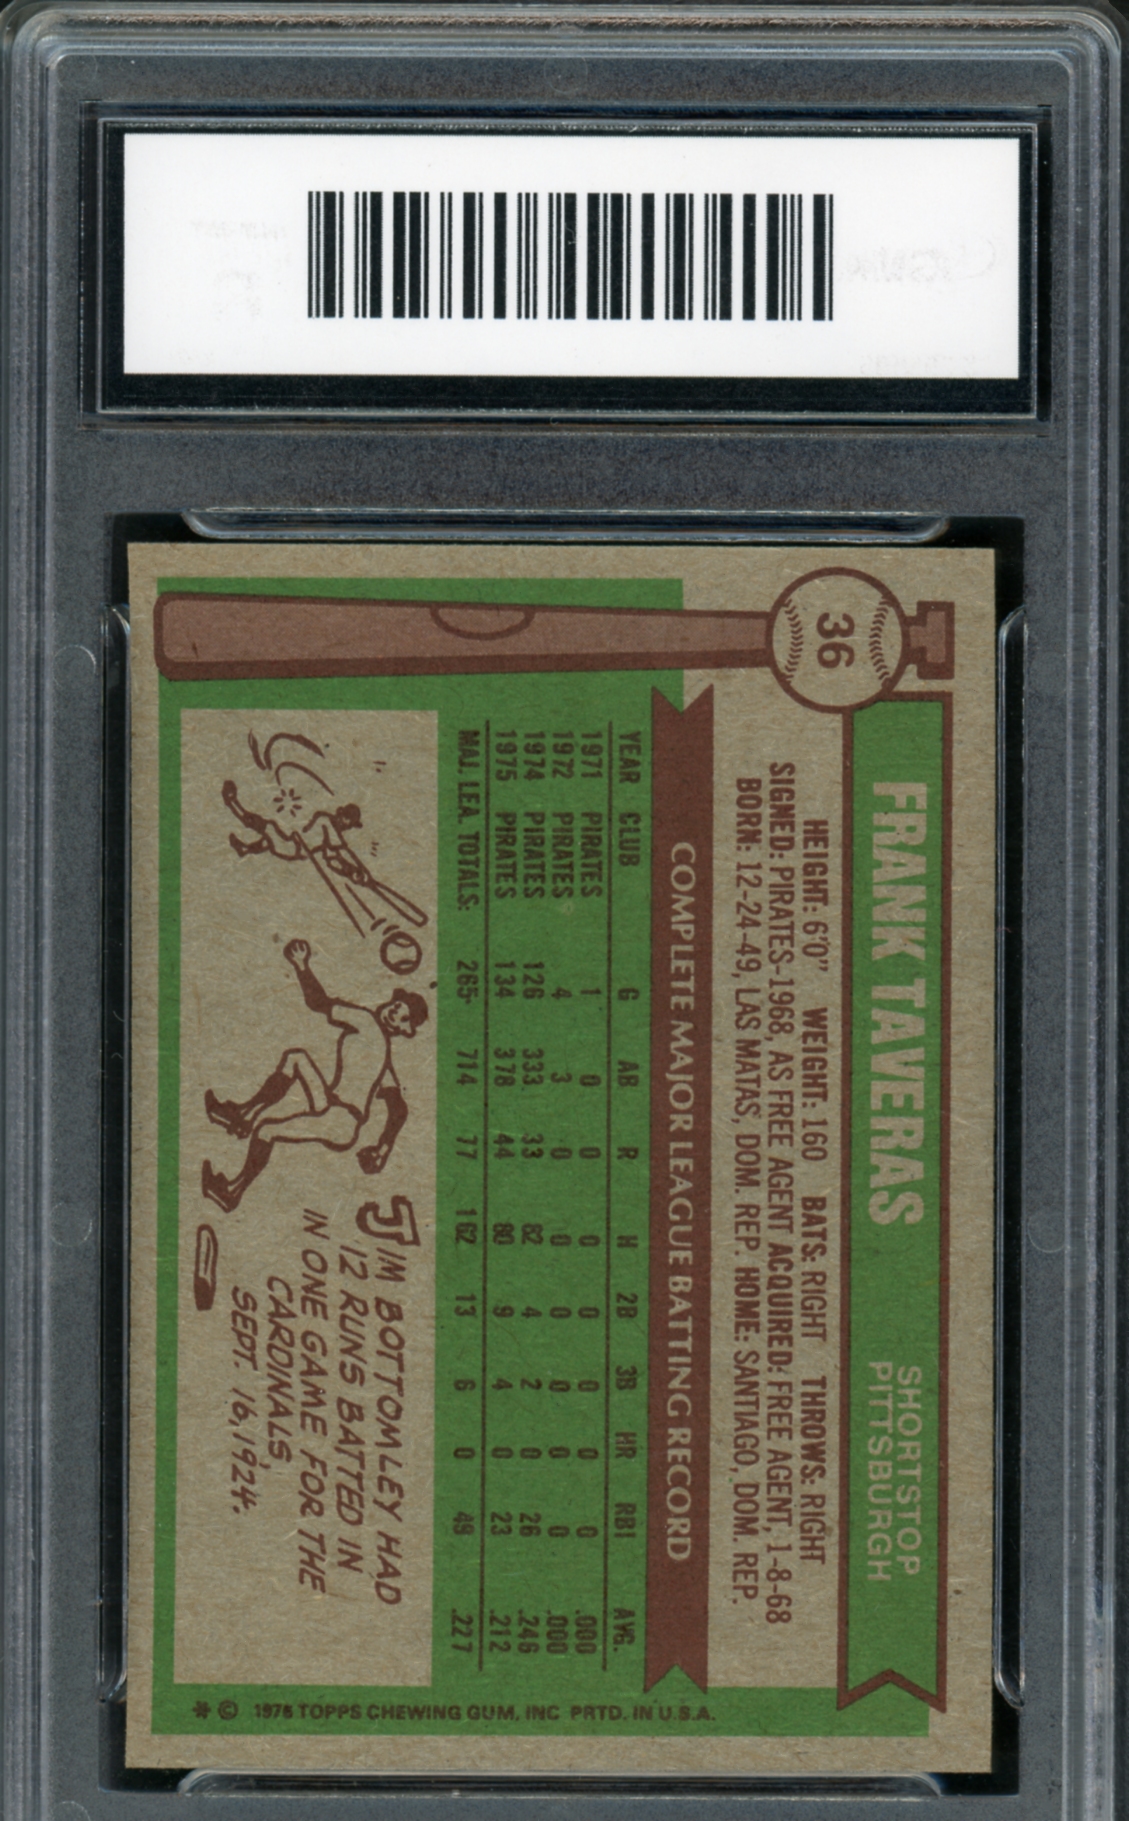 36
FRANK TAVERAS
SHORTSTOP
PITTSBURGH
HEIGHT: 6'0" WEIGHT: 160 BATS: RIGHT THROWS: RIGHT
SIGNED: PIRATES-1968, AS FREE AGENT ACQUIRED: FREE AGENT, 1-8-68
BORN: 12-24-49, LAS MATAS, DOM. REP. HOME: SANTIAGO, DOM. REP.
COMPLETE MAJOR LEAGUE BATTING RECORD
YEAR CLUB G AB R H 2B 3B HR RBI AVG.
1971 PIRATES 1 0 0 0 0 0 0 0 .000
1972 PIRATES 4 3 0 0 0 0 0 0 .000
1974 PIRATES 126 333 33 82 4 2 0 26 .246
1975 PIRATES 134 378 44 80 9 4 0 23 .212
MAJ. LEA. TOTALS: 265 714 77 162 13 6 0 49 .227
JIM BOTTOMLEY HAD
12 RUNS BATTED IN
IN ONE GAME FOR THE
CARDINALS,
SEPT. 16, 1924.
* © 1976 TOPPS CHEWING GUM, INC PRTD. IN U.S.A.